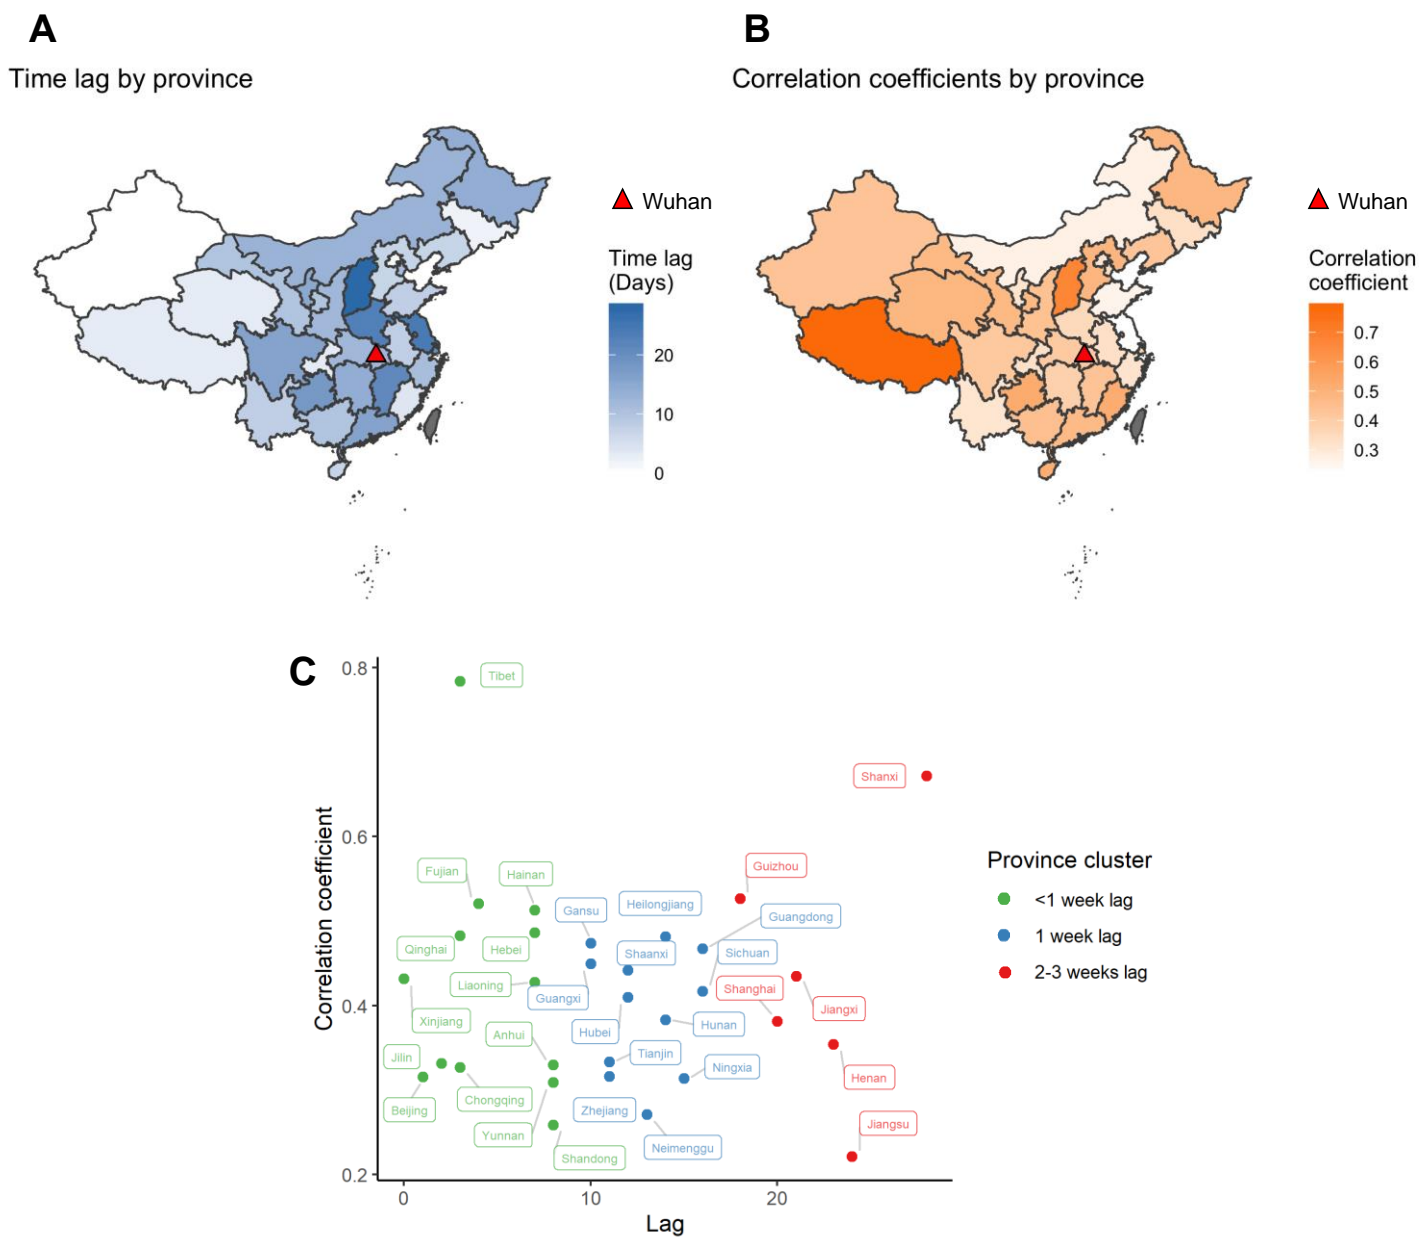 A
B
Time lag by province
Correlation coefficients by province
Wuhan
Time lag
(Days)
20
10
0
Wuhan
Correlation
coefficient
0.7
0.6
0.5
0.4
0.3
C
0.8
0.6
0.4
0.2
Correlation coefficient
Tibet
Shanxi
Guizhou
Fujian
Hainan
Gansu
Heilongjiang
Guangdong
Qinghai
Hebei
Shaanxi
Sichuan
Liaoning
Guangxi
Shanghai
Jiangxi
Xinjiang
Anhui
Hubei
Hunan
Jilin
Tianjin
Ningxia
Henan
Beijing
Chongqing
Zhejiang
Jiangsu
Yunnan
Neimenggu
Shandong
0
10
20
Lag
Province cluster
<1 week lag
1 week lag
2-3 weeks lag